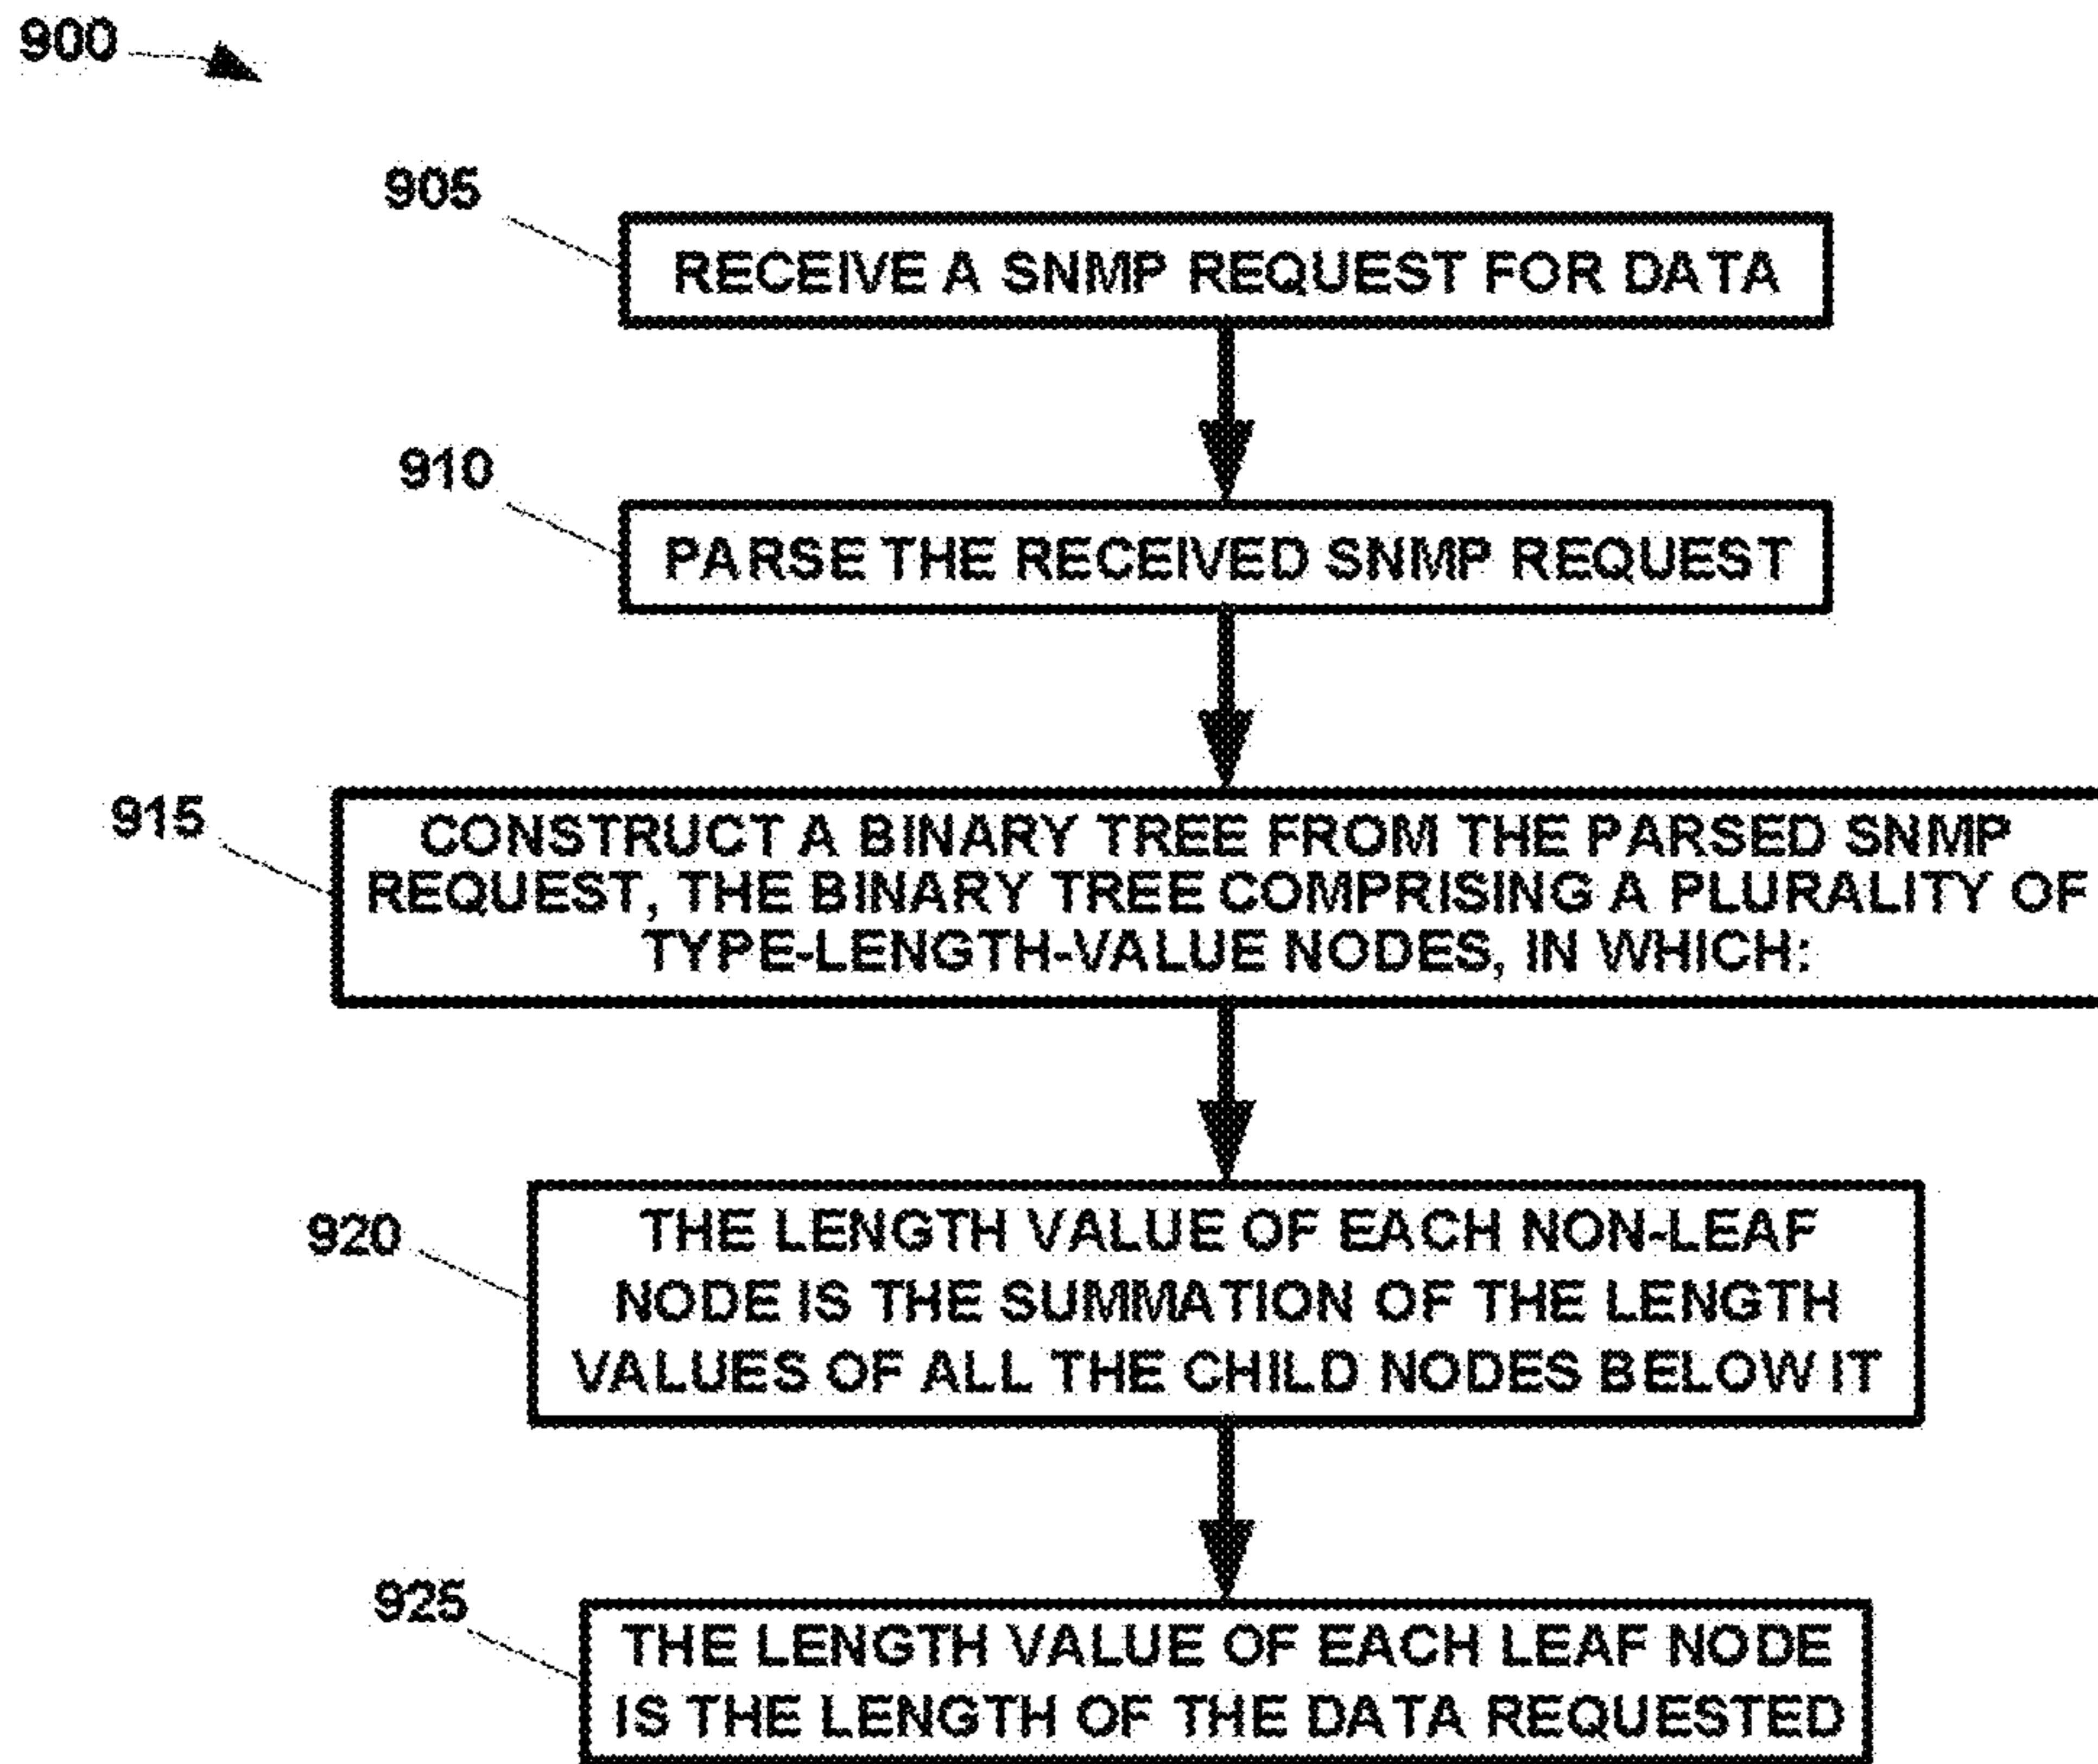 900
905
RECEIVE A SNMP REQUEST FOR DATA
910
PARSE THE RECEIVED SNMP REQUEST
915
CONSTRUCT A BINARY TREE FROM THE PARSED SNMP
REQUEST, THE BINARY TREE COMPRISING A PLURALITY OF
TYPE-LENGTH-VALUE NODES, IN WHICH:
920
THE LENGTH VALUE OF EACH NON-LEAF
NODE IS THE SUMMATION OF THE LENGTH
VALUES OF ALL THE CHILD NODES BELOW IT
925
THE LENGTH VALUE OF EACH LEAF NODE
IS THE LENGTH OF THE DATA REQUESTED